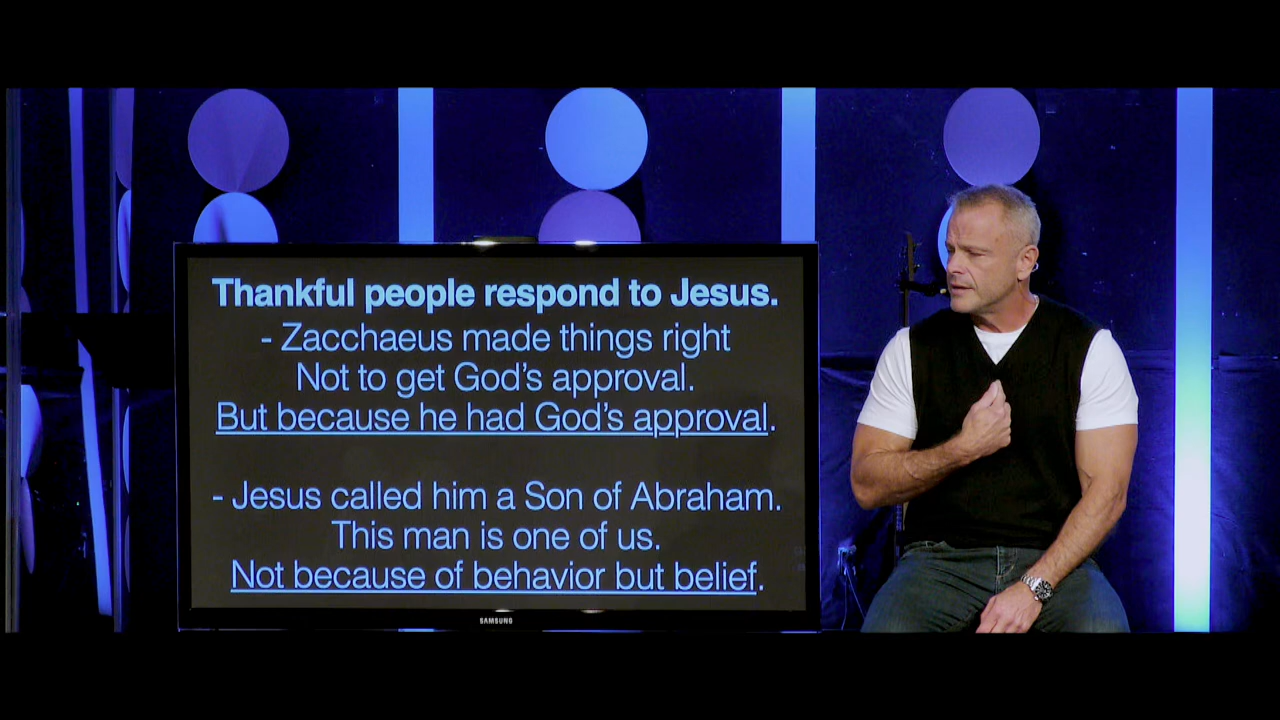 Thankful people respond to Jesus.
- Zacchaeus made things right
Not to get God's approval.
But because he had God's approval.
- Jesus called him a Son of Abraham.
This man is one of us.
Not because of behavior but belief.
SAMSUNG